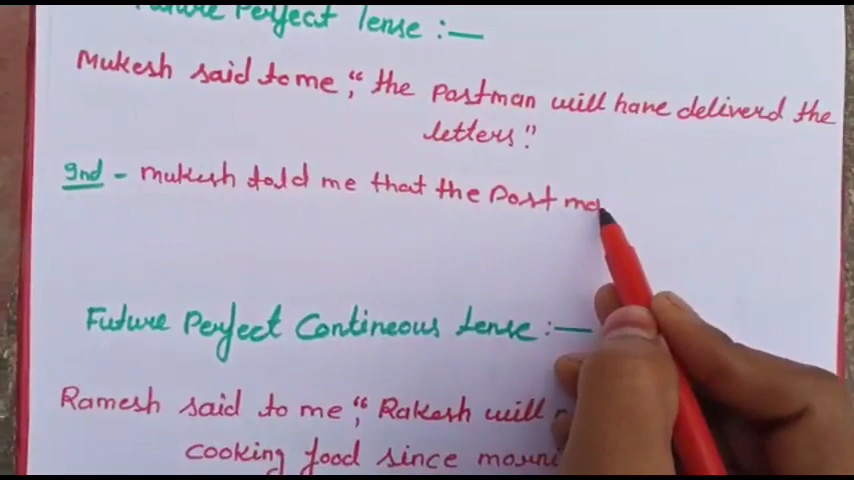 Future Perfect Tense :—
Mukesh said to me, “the postman will have deliverd the
letters”.
Ind - Mukesh told me that the Post ma
Future Perfect Contineous tense :—
Ramesh said to me, “Rakesh will
cooking food since morni